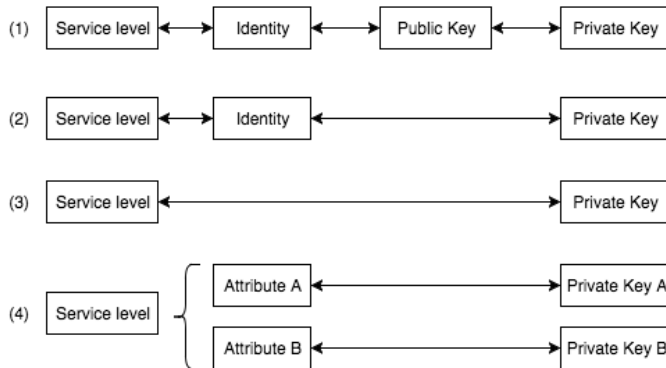 (1) Service level Identity Public Key Private Key
(2) Service level Identity Private Key
(3) Service level Private Key
Attribute A Private Key A
(4) Service level
Attribute B Private Key B